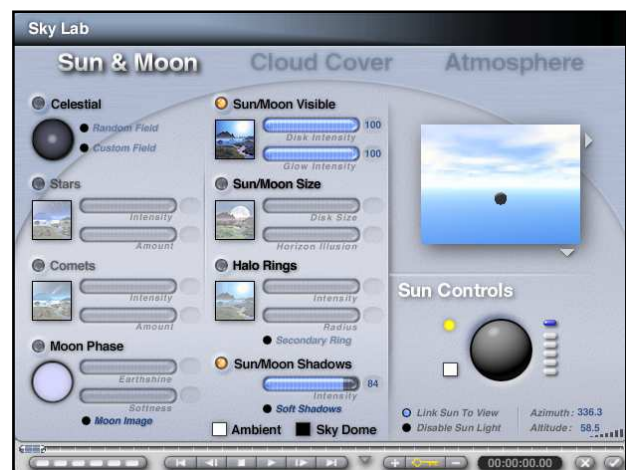 Sky Lab
Sun & Moon
Cloud Cover
Atmosphere
Celestial
Random Field
Custom Field
Stars
Intensity
Amount
Comets
Intensity
Amount
Moon Phase
Earthshine
Softness
Moon Image
Sun/Moon Visible
100
Disk Intensity
100
Glow Intensity
Sun/Moon Size
Disk Size
Horizon Illusion
Halo Rings
Intensity
Radius
Secondary Ring
Sun/Moon Shadows
84
Intensity
Soft Shadows
Ambient
Sky Dome
Sun Controls
Link Sun To View
Disable Sun Light
Azimuth: 336.3
Altitude: 58.5
00:00:00.00